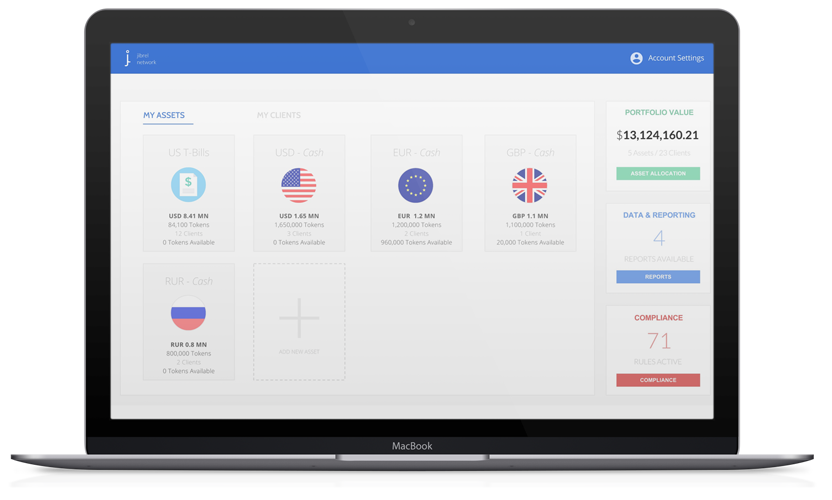 jibrel
network
Account Settings
MY ASSETS
MY CLIENTS
US T-Bills
USD 8.41 MN
84,100 Tokens
12 Clients
0 Tokens Available
USD - Cash
USD 1.65 MN
1,650,000 Tokens
3 Clients
0 Tokens Available
EUR - Cash
EUR 1.2 MN
1,200,000 Tokens
2 Clients
960,000 Tokens Available
GBP - Cash
GBP 1.1 MN
1,100,000 Tokens
1 Client
20,000 Tokens Available
RUR - Cash
RUR 0.8 MN
800,000 Tokens
2 Clients
0 Tokens Available
ADD NEW ASSET
PORTFOLIO VALUE
$13,124,160.21
5 Assets / 23 Clients
ASSET ALLOCATION
DATA & REPORTING
4
REPORTS AVAILABLE
REPORTS
COMPLIANCE
71
RULES ACTIVE
COMPLIANCE
MacBook